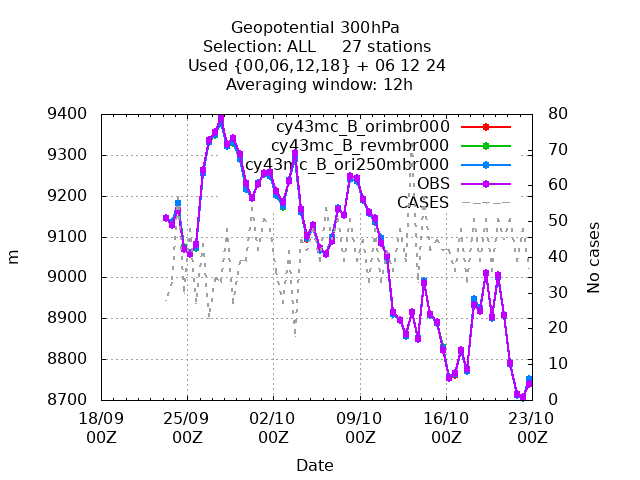 Geopotential 300hPa
Selection: ALL 27 stations
Used {00,06,12,18} + 06 12 24
Averaging window: 12h
cy43mc_B_orimbr000
cy43mc_B_revmbr000
cy43mc_B_ori250mbr000
OBS
CASES
9400
9300
9200
9100
9000
8900
8800
8700
m
80
70
60
50
40
30
20
10
0
No cases
18/09 25/09 02/10 09/10 16/10 23/10
00Z 00Z 00Z 00Z 00Z 00Z
Date